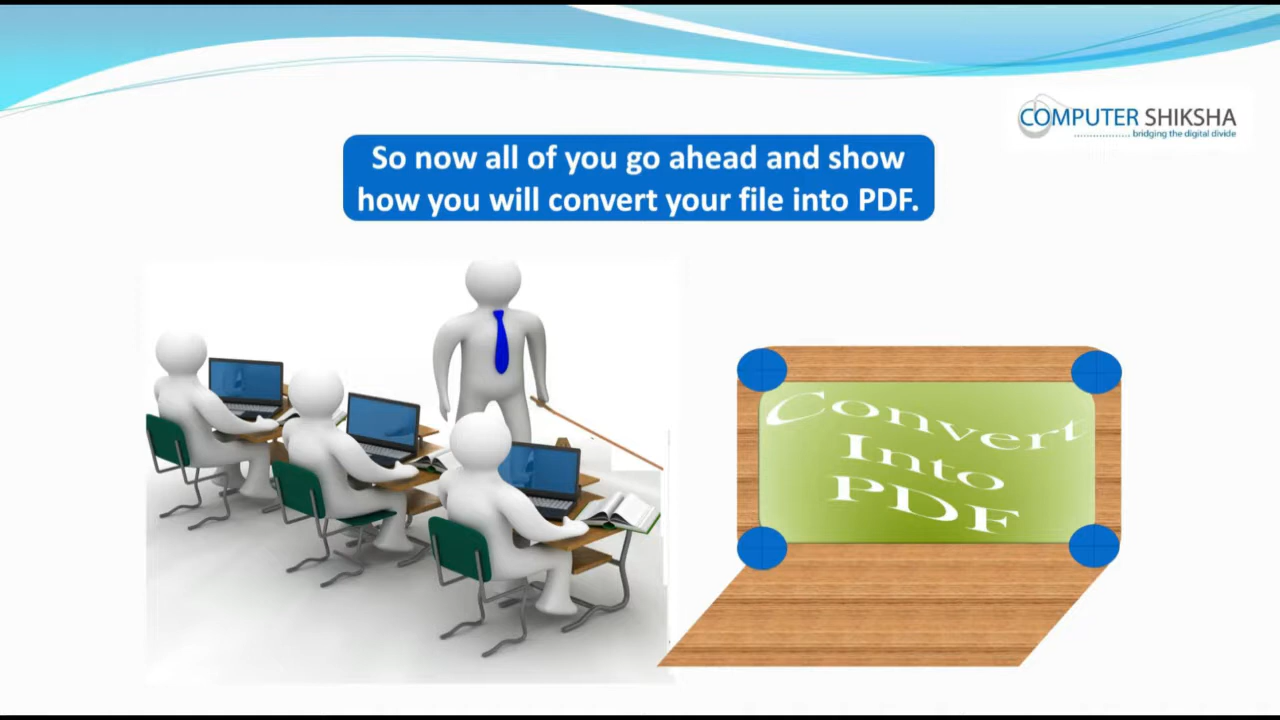 COMPUTER SHIKSHA
bridging the digital divide
So now all of you go ahead and show
how you will convert your file into PDF.
Convert
Into
PDF